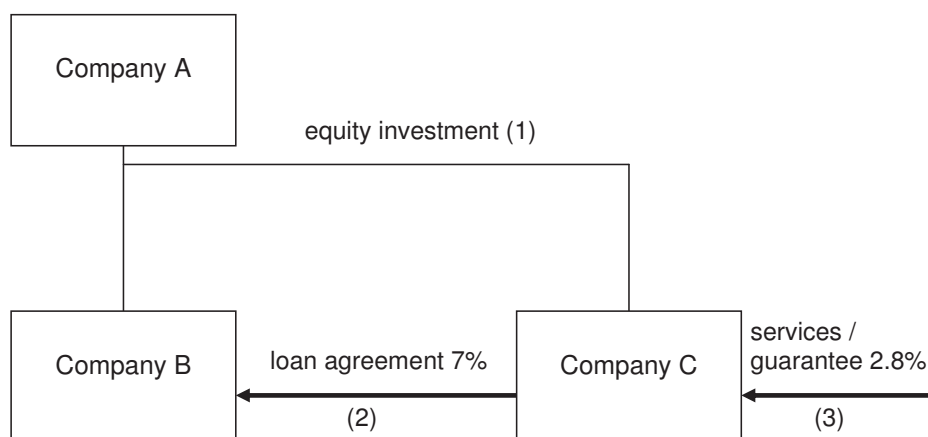 Company A
equity investment (1)
services /
guarantee 2.8%
Company B
loan agreement 7%
Company C
(2)
(3)